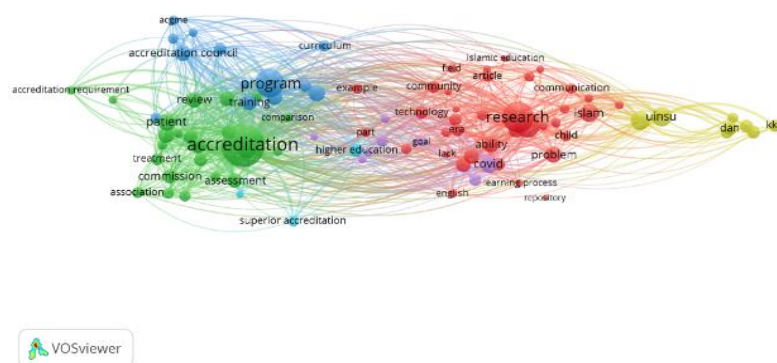 acgme
accreditation council
curriculum
islamic education
field
article
accreditation requirement
program
example
community
communication
review
training
technology
research
islam
uinsu
patient
comparison
era
dan
kk
part
goal
child
accreditation
higher education
lack
ability
treatment
covid
problem
commission
assessment
association
english
earning process
repository
superior accreditation
VOSviewer